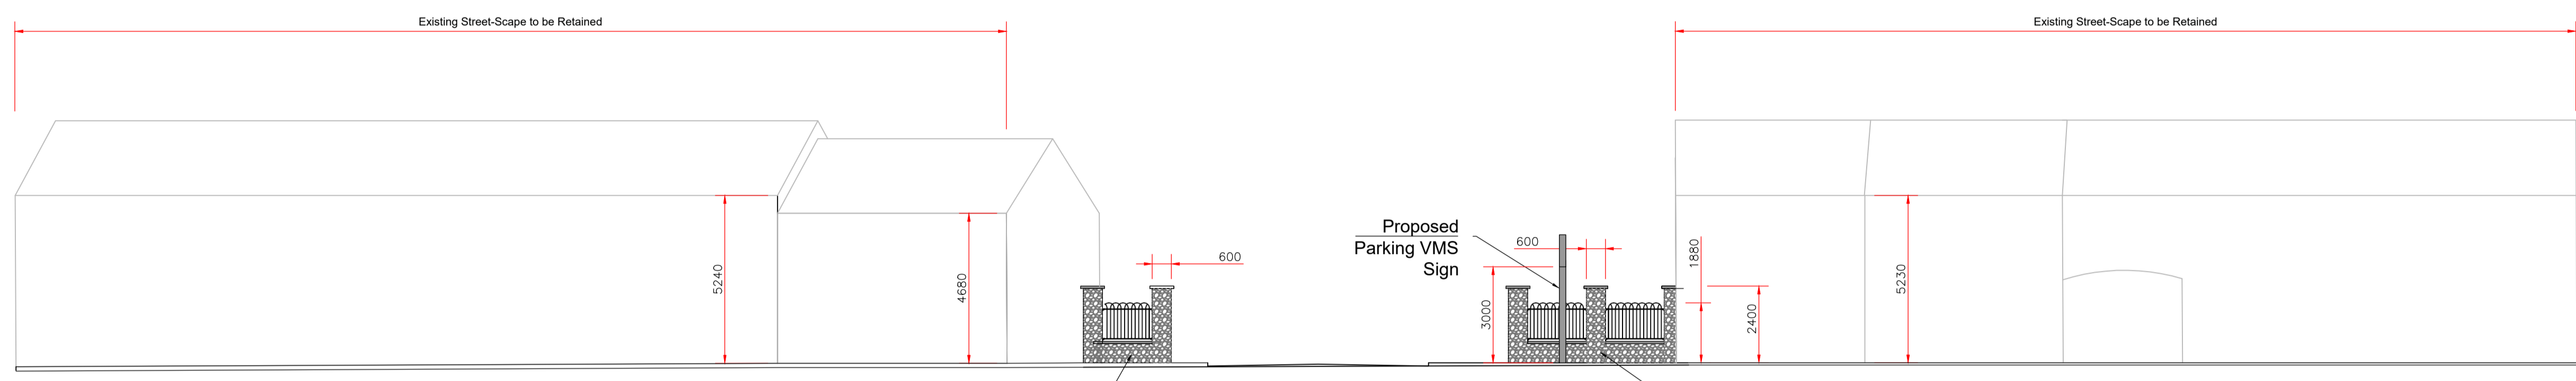 Existing Street-Scape to be Retained
Existing Street-Scape to be Retained
5240
4680
600
Proposed
Parking VMS
Sign
600
3000
1880
2400
5230